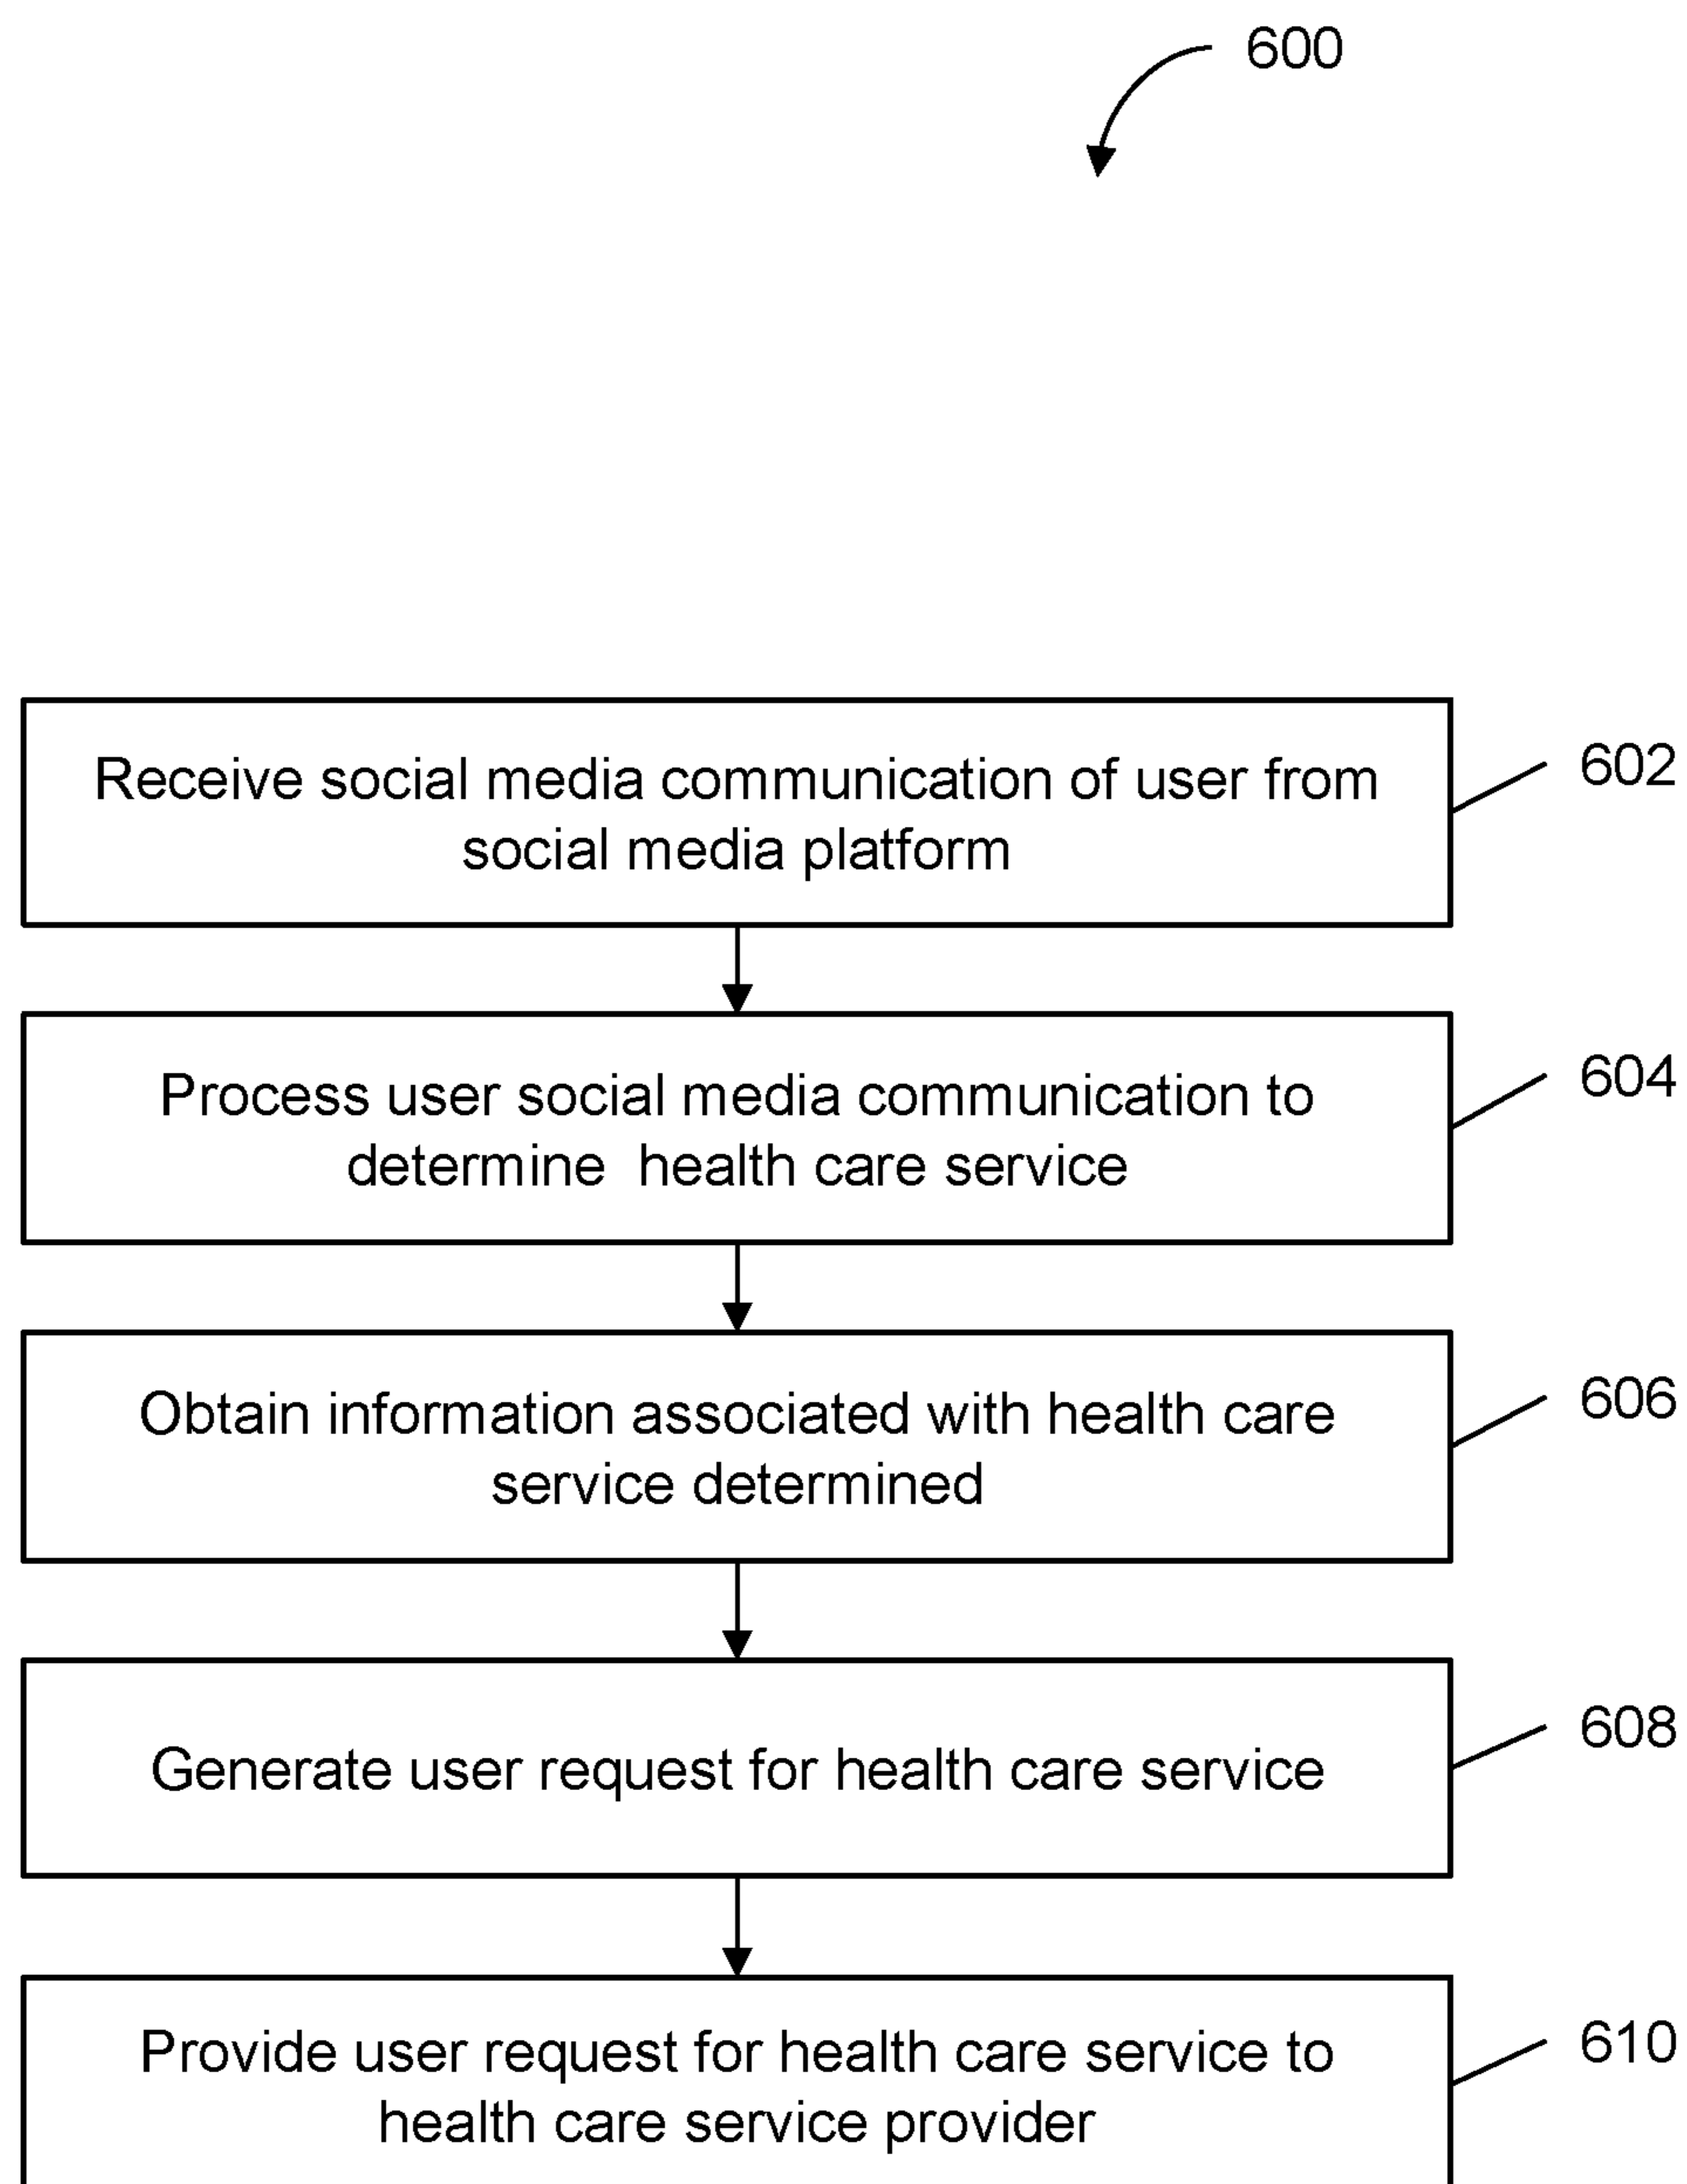 600
Receive social media communication of user from
social media platform
602
Process user social media communication to
determine  health care service
604
Obtain information associated with health care
service determined
606
Generate user request for health care service
608
Provide user request for health care service to
health care service provider
610